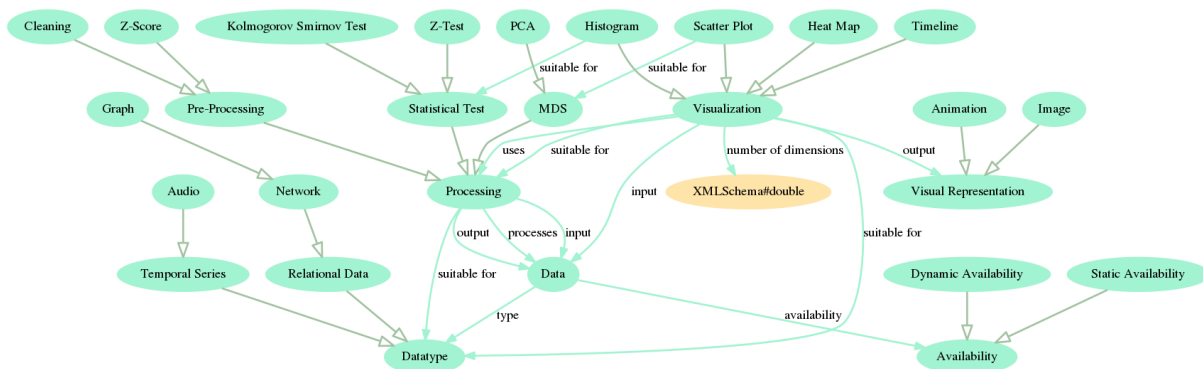 Cleaning
Z-Score
Kolmogorov Smirnov Test
Z-Test
PCA
Histogram
Scatter Plot
Heat Map
Timeline
suitable for
suitable for
Graph
Pre-Processing
Statistical Test
MDS
Visualization
Animation
Image
uses
suitable for
number of dimensions
output
Audio
Network
Processing
input
XMLSchema#double
Visual Representation
output
processes
input
suitable for
Temporal Series
Relational Data
suitable for
Data
Dynamic Availability
Static Availability
type
availability
Datatype
Availability